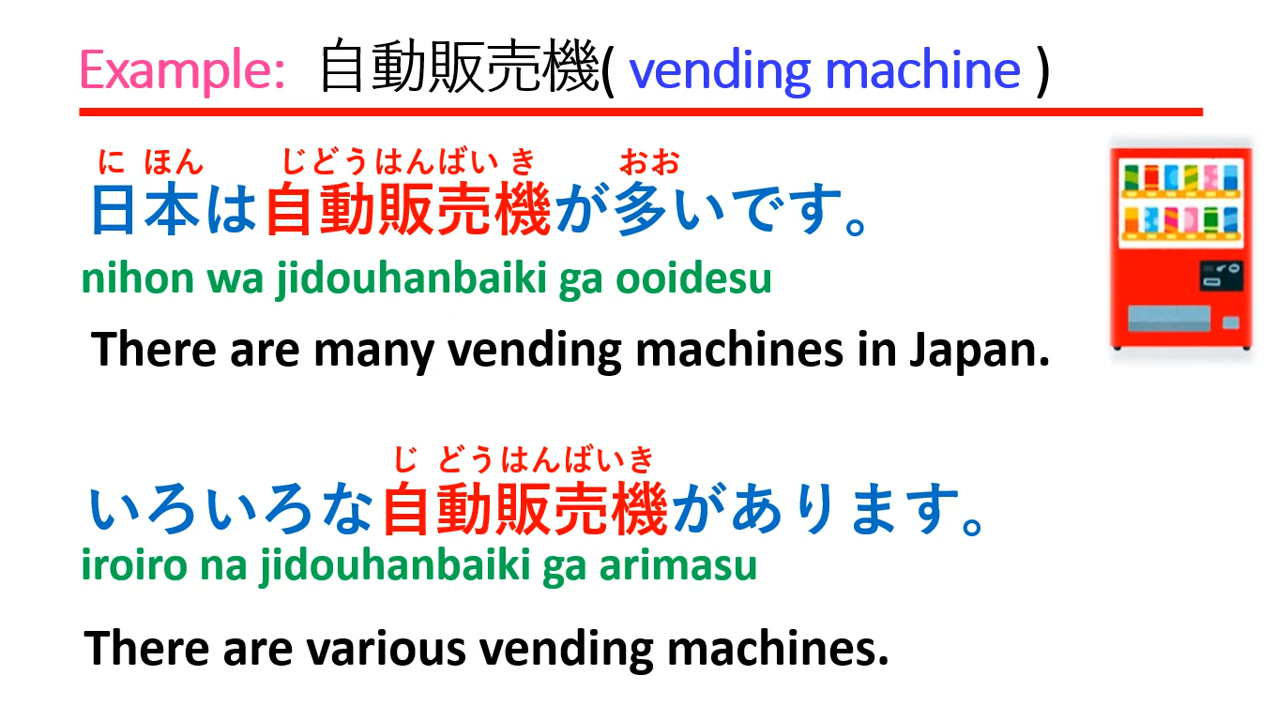 Example: 自動販売機( vending machine )
に ほん じどうはんばい き おお
日本は自動販売機が多いです。
nihon wa jidouhanbaiki ga ooidesu
There are many vending machines in Japan.
じ どうはんばいき
いろいろな自動販売機があります。
iroiro na jidouhanbaiki ga arimasu
There are various vending machines.